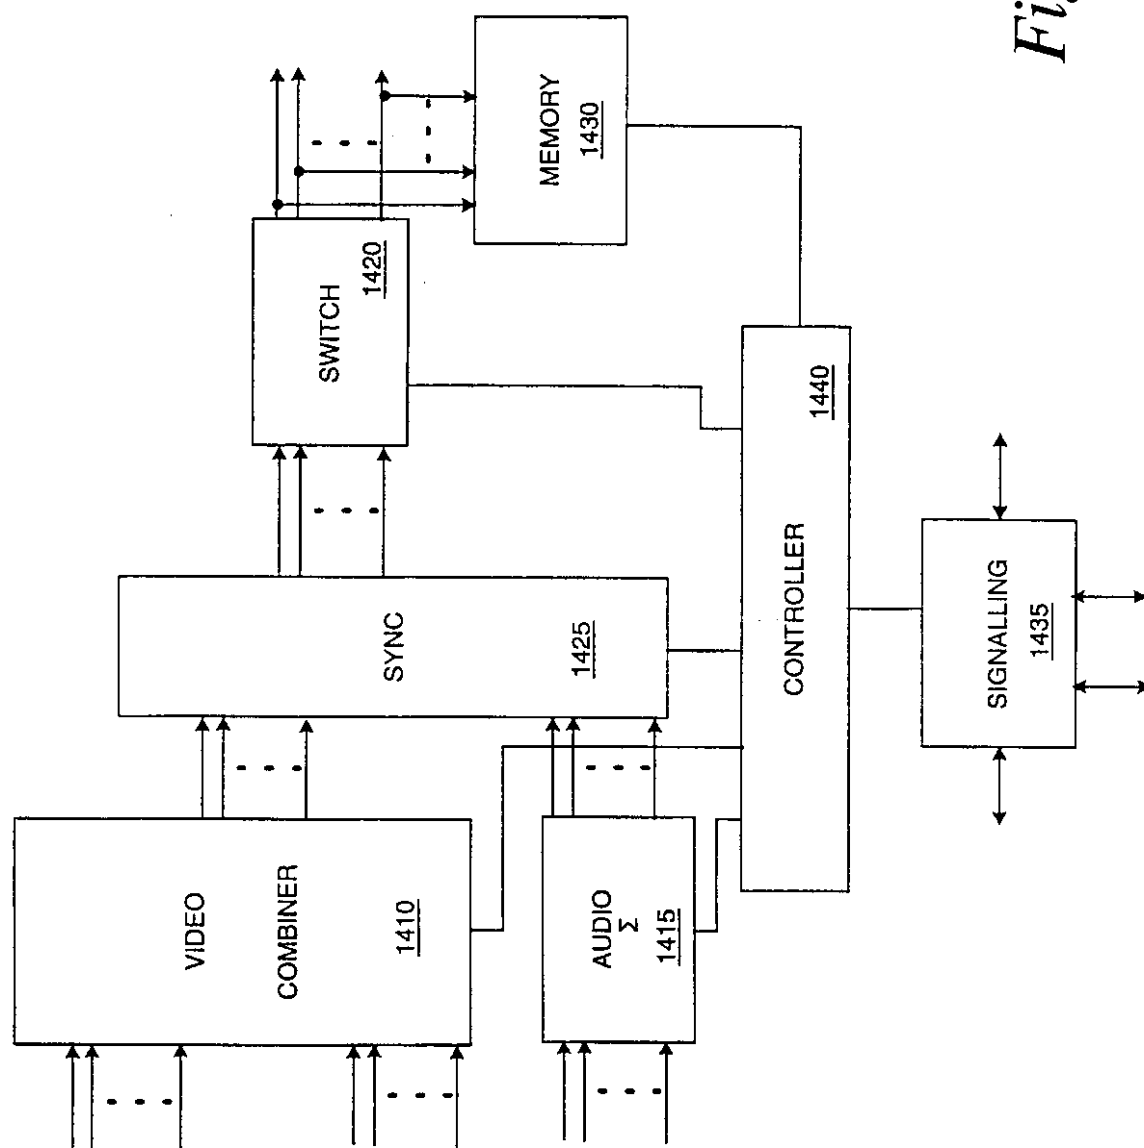 VIDEO
COMBINER
1410
AUDIO
Σ
1415
SYNC
1425
SWITCH
1420
MEMORY
1430
CONTROLLER
1440
SIGNALLING
1435